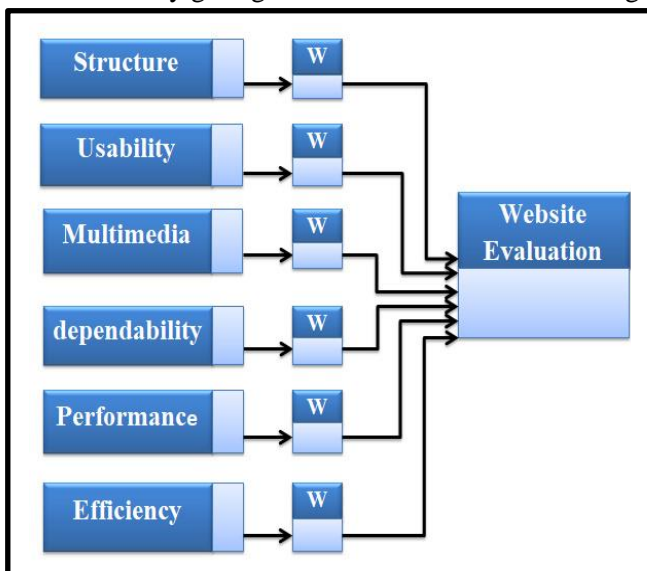 Structure
W
Usability
W
Multimedia
W
dependability
W
Performance
W
Efficiency
W
Website
Evaluation